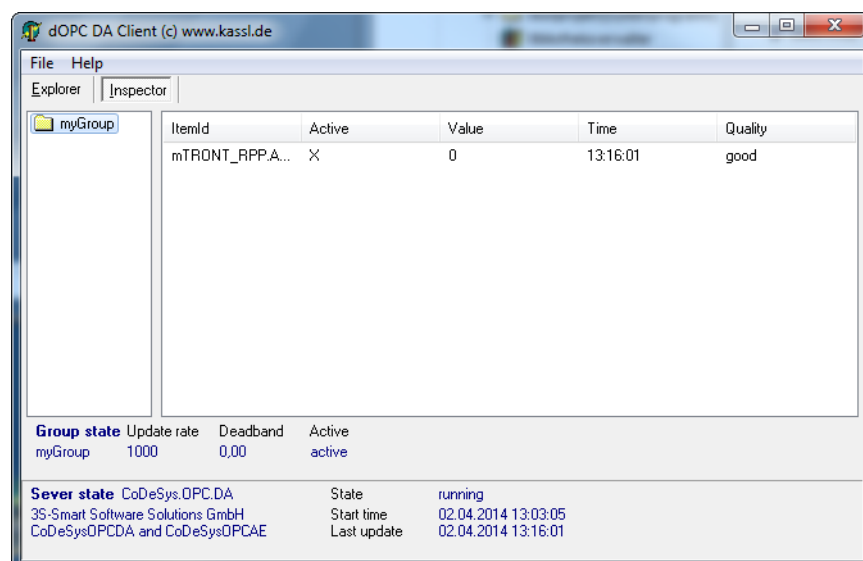 dOPC DA Client (c) www.kassl.de
File Help
Explorer Inspector
myGroup
ItemId Active Value Time Quality
mTRONT_RPP.A... X 0 13:16:01 good
Group state Update rate Deadband Active
myGroup 1000 0,00 active
Sever state CoDeSys.OPC.DA State running
3S-Smart Software Solutions GmbH Start time 02.04.2014 13:03:05
CoDeSysOPCDA and CoDeSysOPCAE Last update 02.04.2014 13:16:01